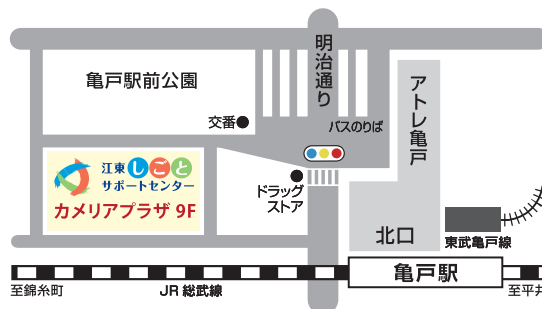 明治通り
亀戸駅前公園
アトレ亀戸
交番
バスのりば
江東しごと
サポートセンター
カメリアプラザ 9F
ドラッグ
ストア
北口
東武亀戸線
亀戸駅
至錦糸町
JR 総武線
至平井